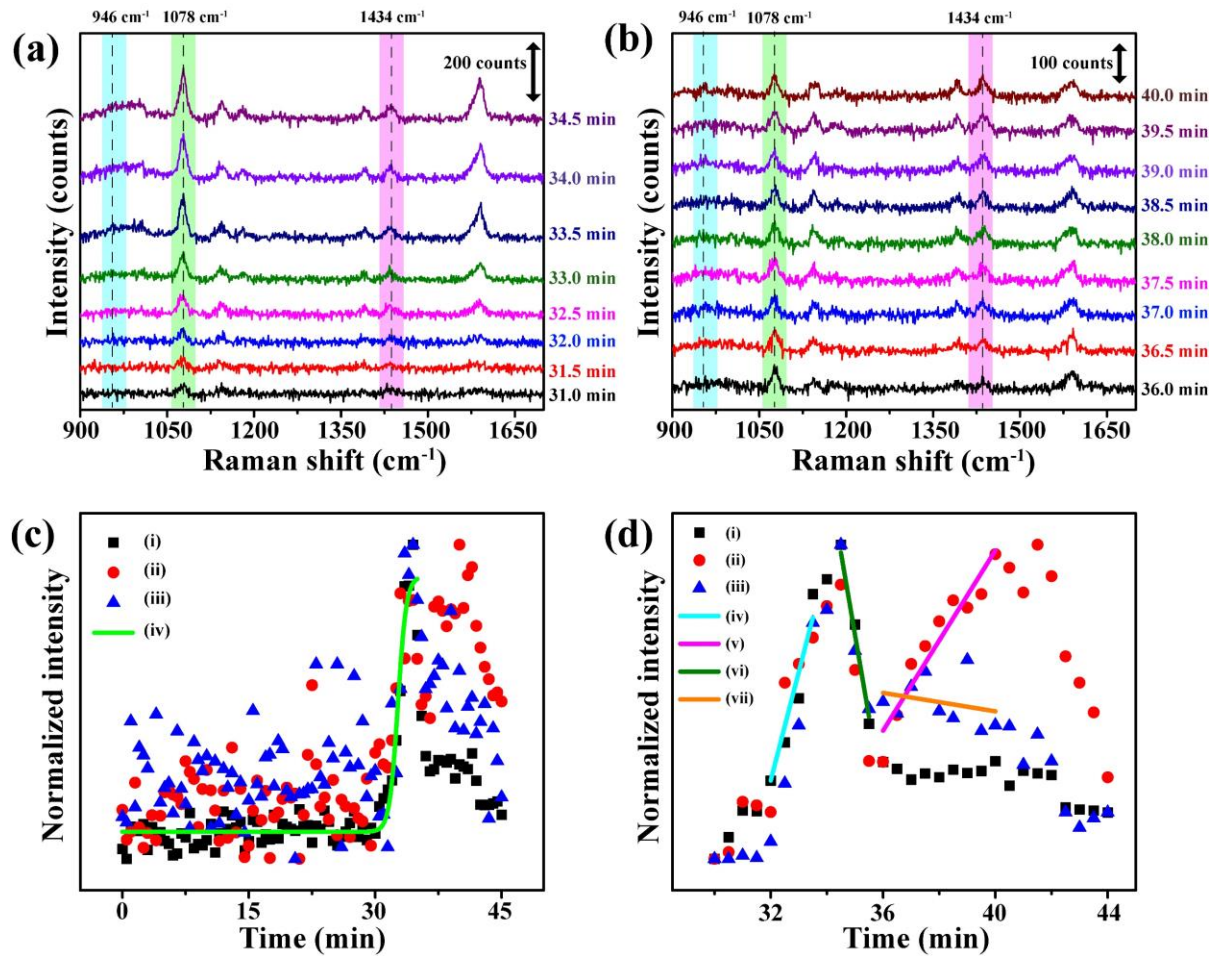 946 cm-1 1078 cm-1 1434 cm-1
(a)
200 counts
34.5 min
34.0 min
33.5 min
33.0 min
32.5 min
32.0 min
31.5 min
31.0 min
Intensity (counts)
900 1050 1200 1350 1500 1650
Raman shift (cm-1)
946 cm-1 1078 cm-1 1434 cm-1
(b)
100 counts
40.0 min
39.5 min
39.0 min
38.5 min
38.0 min
37.5 min
37.0 min
36.5 min
36.0 min
Intensity (counts)
900 1050 1200 1350 1500 1650
Raman shift (cm-1)
(c)
(i)
(ii)
(iii)
(iv)
Normalized intensity
0 15 30 45
Time (min)
(d)
(i)
(ii)
(iii)
(iv)
(v)
(vi)
(vii)
Normalized intensity
32 36 40 44
Time (min)